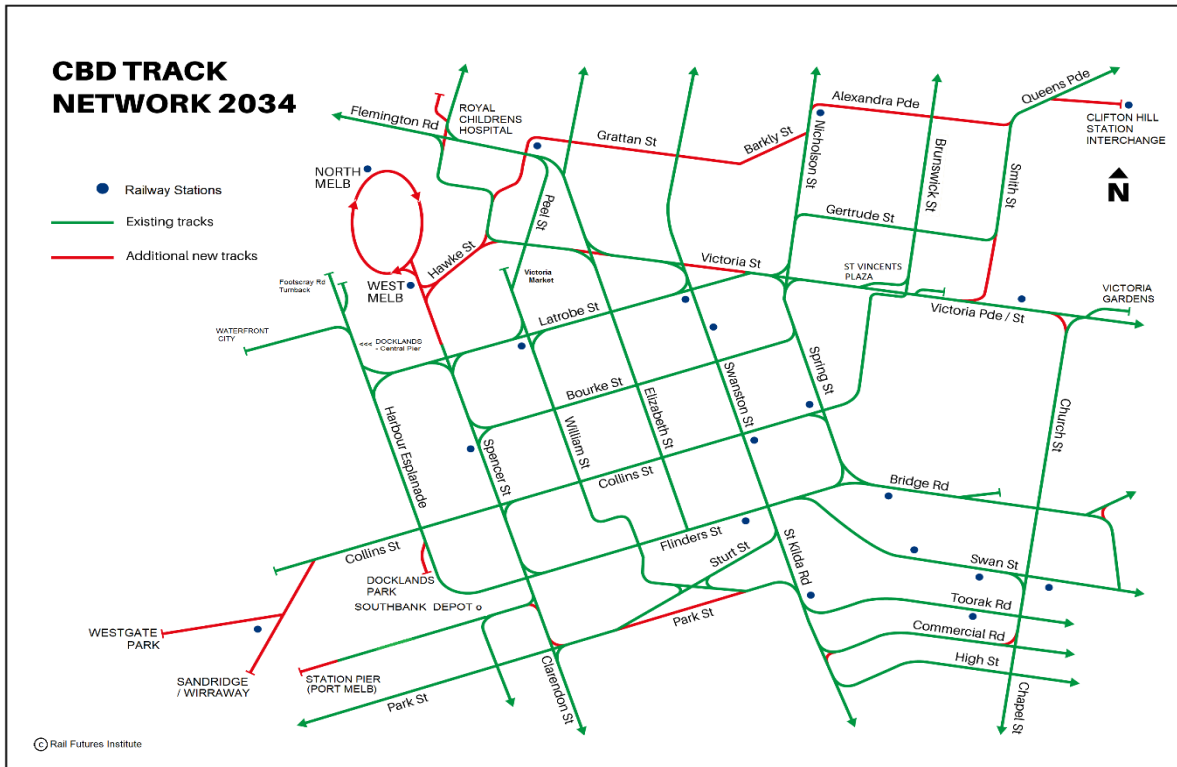 CBD TRACK
NETWORK 2034
Railway Stations
Existing tracks
Additional new tracks
Flemington Rd
ROYAL
CHILDRENS
HOSPITAL
Grattan St
Barkly St
Alexandra Pde
Queens Pde
CLIFTON HILL
STATION
INTERCHANGE
N
NORTH
MELB
Peel St
Nicholson St
Brunswick St
Smith St
Gertrude St
Hawke St
WEST
MELB
Victoria
Market
Victoria St
ST VINCENTS
PLAZA
VICTORIA
GARDENS
Victoria Pde / St
Footscray Rd
Turnback
WATERFRONT
CITY
<<< DOCKLANDS
- Central Pier
Latrobe St
Bourke St
Collins St
Flinders St
Harbour Esplanade
Spencer St
William St
Elizabeth St
Swanston St
Spring St
Church St
Bridge Rd
Swan St
Toorak Rd
Commercial Rd
High St
Chapel St
St Kilda Rd
Sturt St
Park St
Collins St
DOCKLANDS
PARK
SOUTHBANK DEPOT o
WESTGATE
PARK
SANDRIDGE
/ WIRRAWAY
STATION PIER
(PORT MELB)
Park St
Clarendon St
© Rail Futures Institute